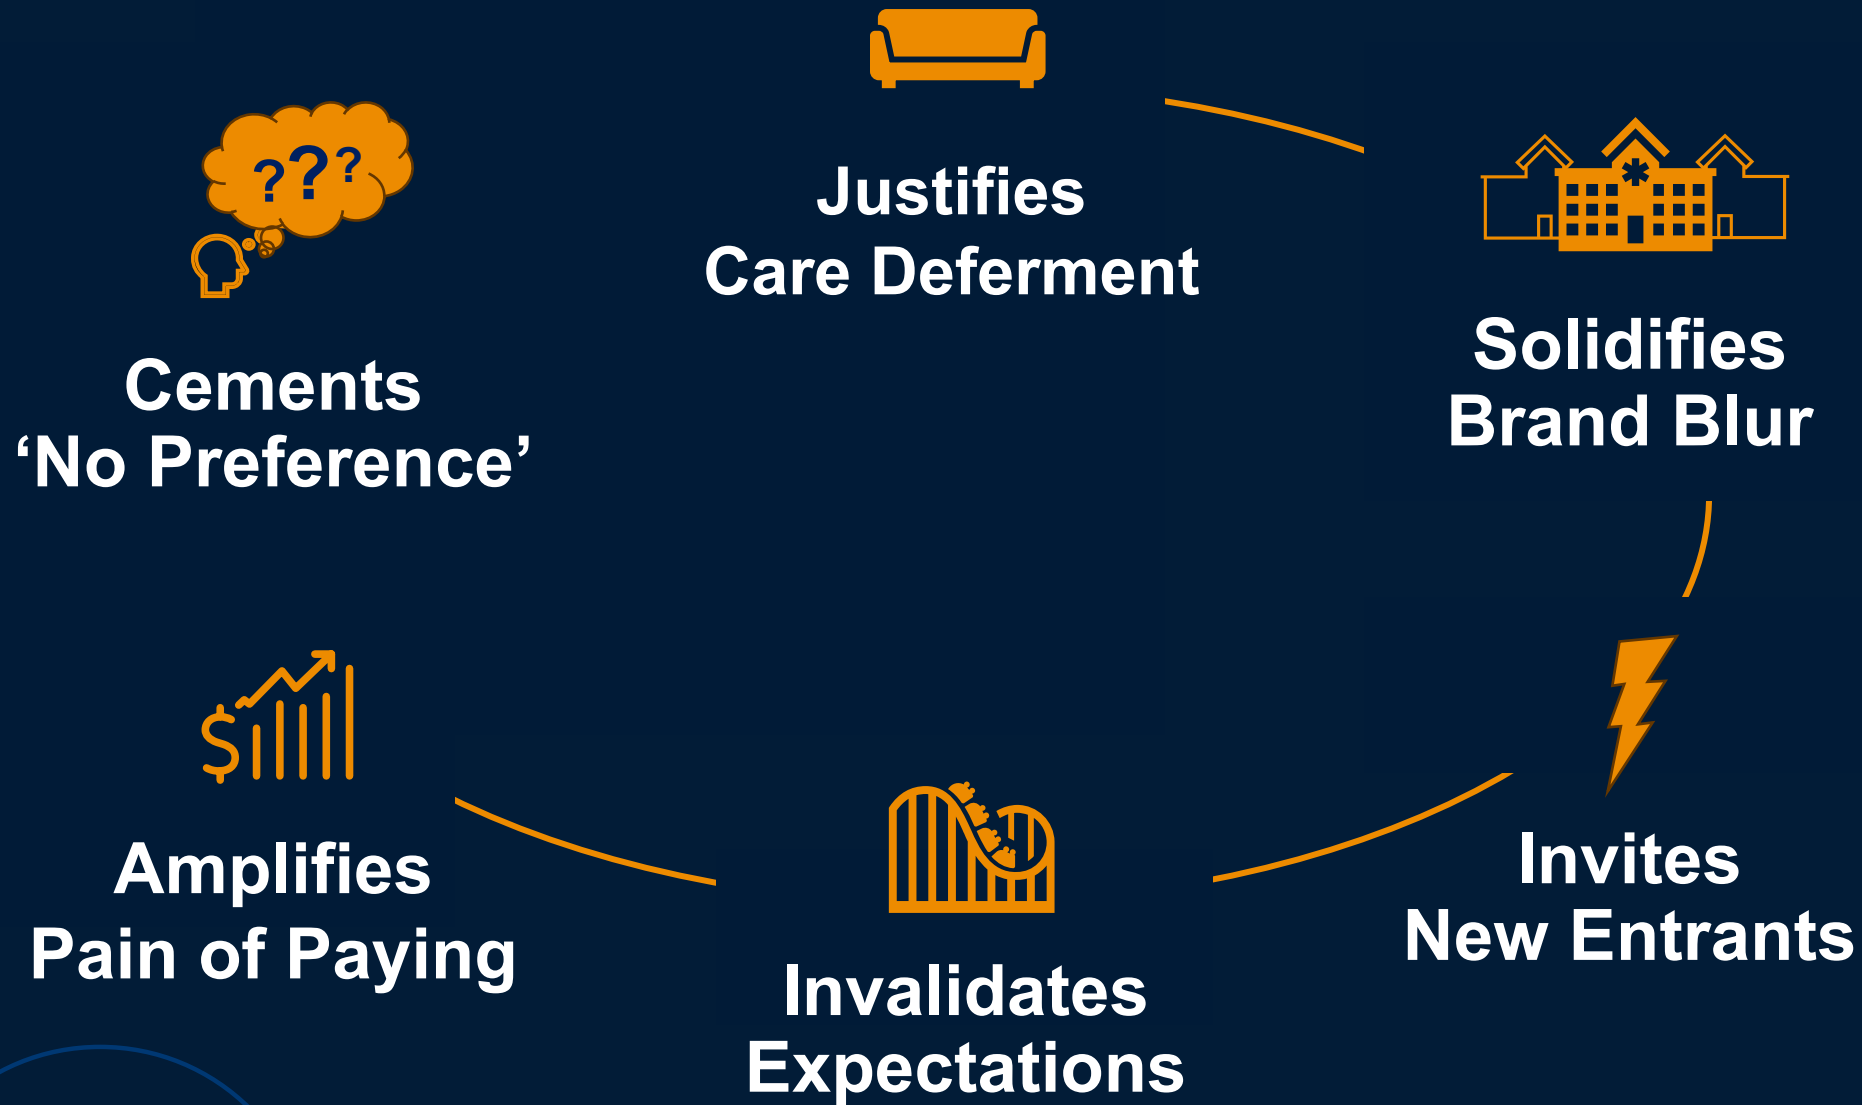 ???
Cements
‘No Preference’
Justifies
Care Deferment
Solidifies
Brand Blur
Invites
New Entrants
Invalidates
Expectations
$
Amplifies
Pain of Paying